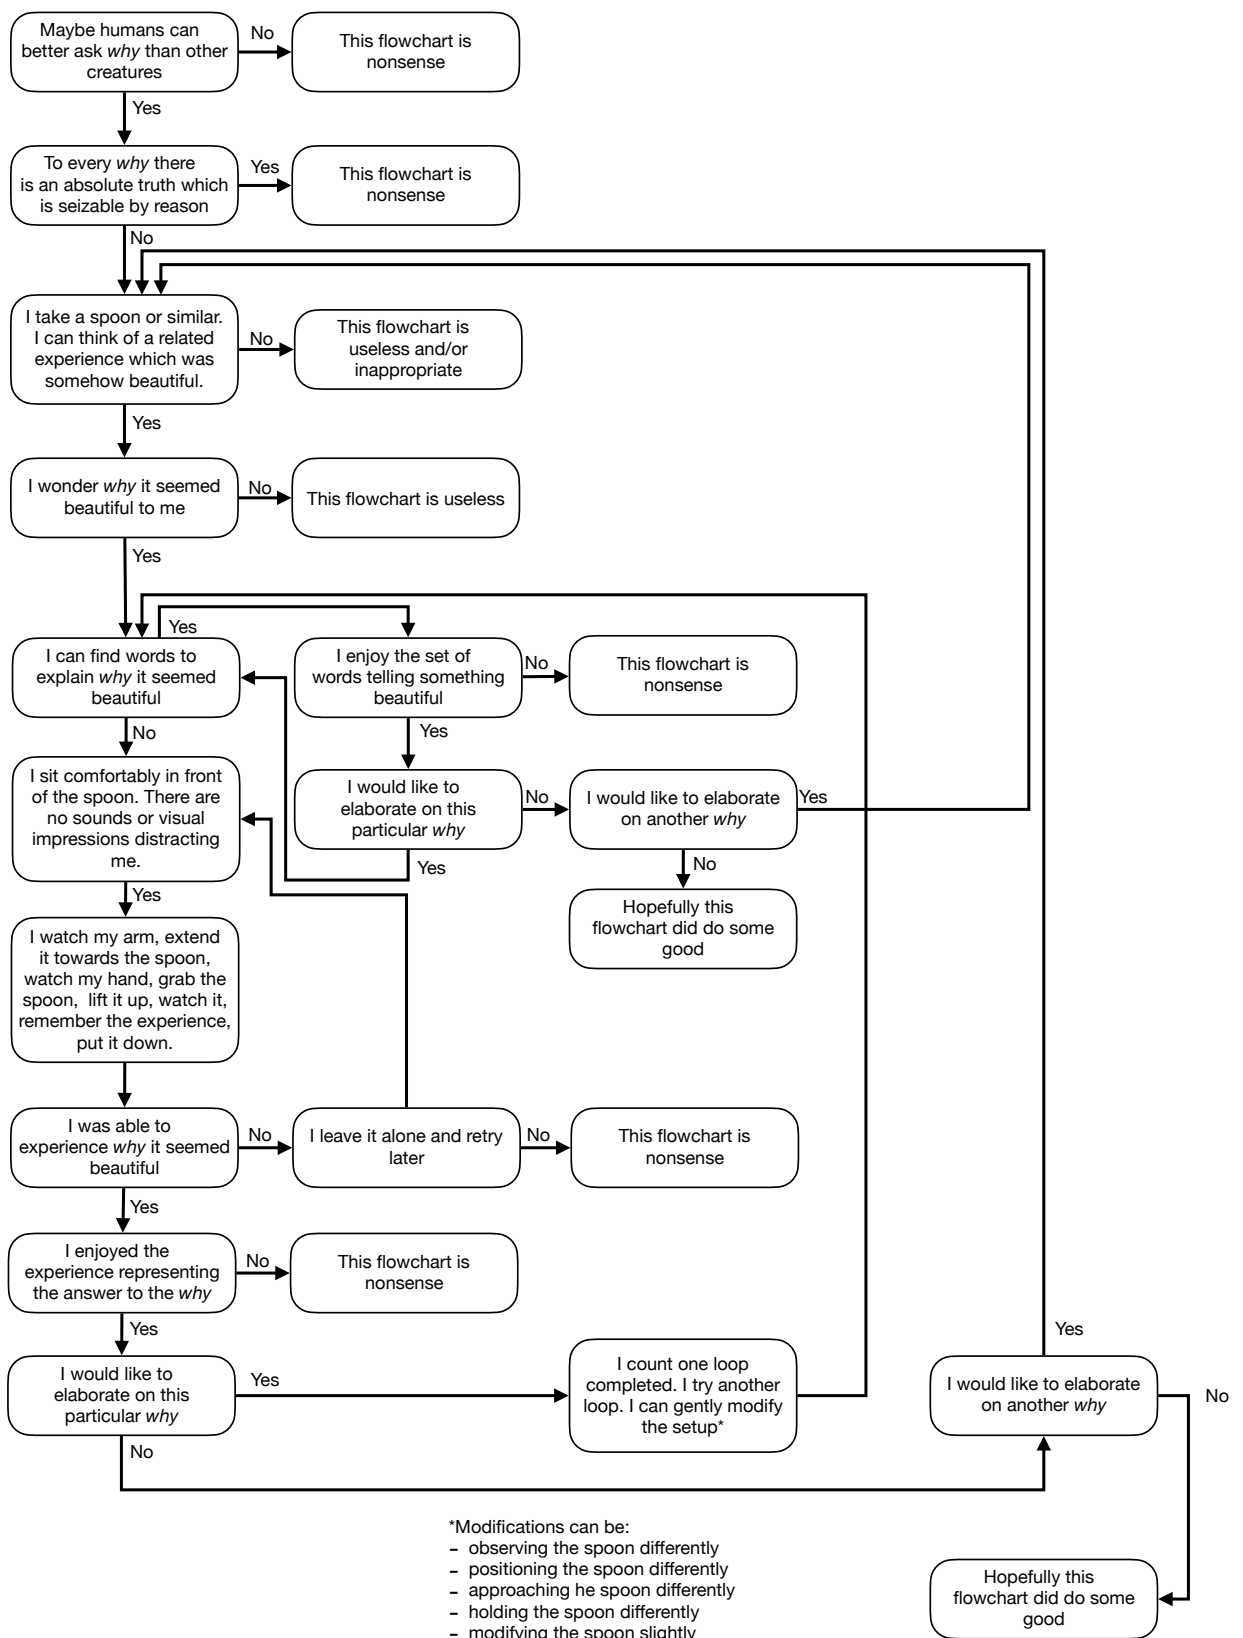 Maybe humans can
better ask why than other
creatures
No
This flowchart is
nonsense
Yes
To every why there
is an absolute truth which
is seizable by reason
Yes
This flowchart is
nonsense
No
I take a spoon or similar.
I can think of a related
experience which was
somehow beautiful.
No
This flowchart is
useless and/or
inappropriate
Yes
I wonder why it seemed
beautiful to me
No
This flowchart is useless
Yes
Yes
I can find words to
explain why it seemed
beautiful
I enjoy the set of
words telling something
beautiful
No
This flowchart is
nonsense
No
Yes
I sit comfortably in front
of the spoon. There are
no sounds or visual
impressions distracting
me.
I would like to
elaborate on this
particular why
No
I would like to elaborate
on another why
Yes
Yes
No
Hopefully this
flowchart did do some
good
Yes
I watch my arm, extend
it towards the spoon,
watch my hand, grab the
spoon, lift it up, watch it,
remember the experience,
put it down.
I was able to
experience why it seemed
beautiful
No
I leave it alone and retry
later
No
This flowchart is
nonsense
Yes
I enjoyed the
experience representing
the answer to the why
No
This flowchart is
nonsense
Yes
I would like to
elaborate on this
particular why
Yes
I count one loop
completed. I try another
loop. I can gently modify
the setup*
Yes
I would like to elaborate
on another why
No
No
*Modifications can be:
– observing the spoon differently
– positioning the spoon differently
– approaching he spoon differently
– holding the spoon differently
– modifying the spoon slightly
Hopefully this
flowchart did do some
good